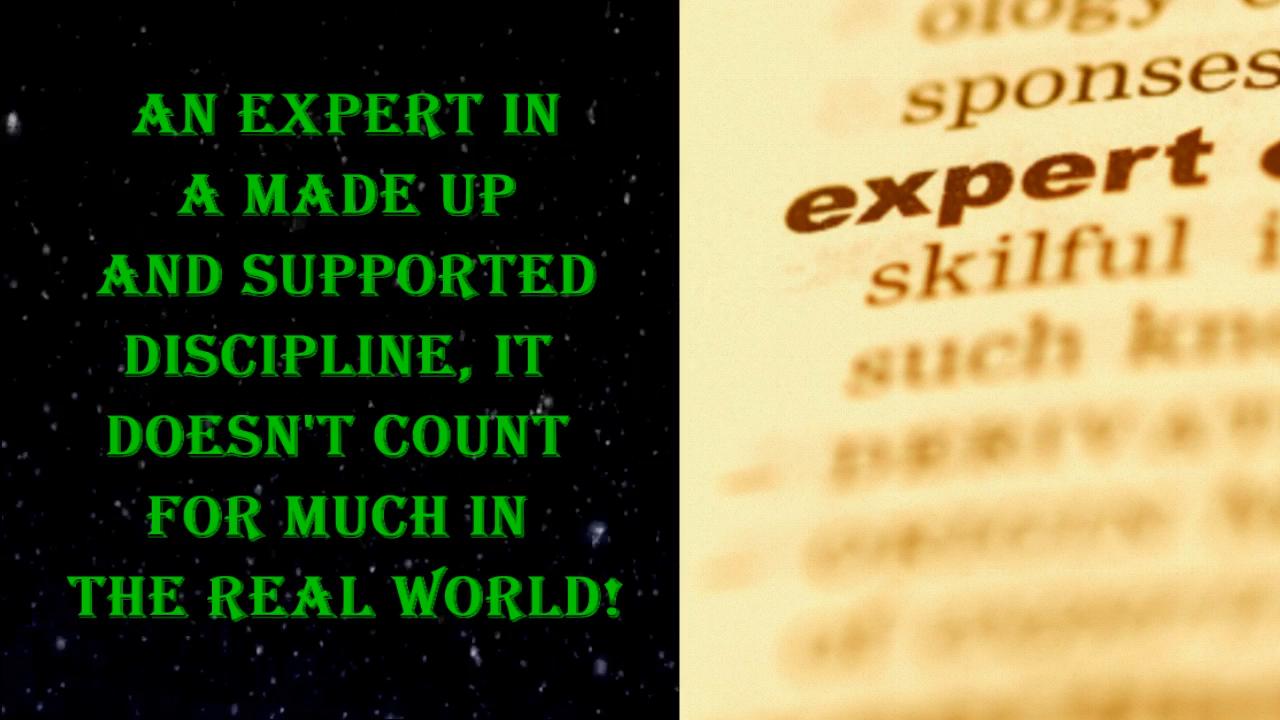 AN EXPERT IN
A MADE UP
AND SUPPORTED
DISCIPLINE, IT
DOESN'T COUNT
FOR MUCH IN
THE REAL WORLD!
ology
sponses
expert
skilful
such